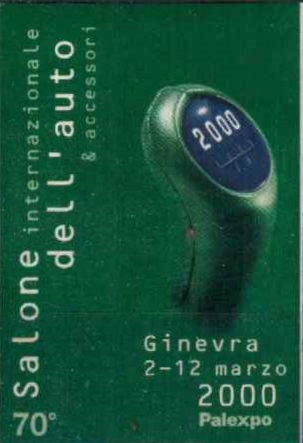 70° Salone internazionale
dell'auto
& accessori
2000
Ginevra
2-12 marzo
2000
Palexpo